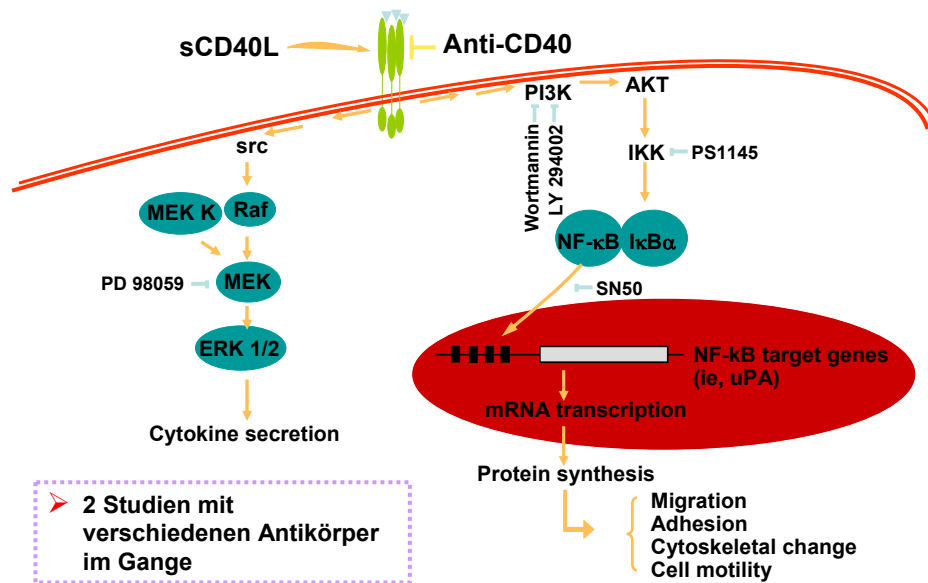 sCD40L
Anti-CD40
PI3K
AKT
src
Wortmannin
LY 294002
IKK
PS1145
MEK K
Raf
NF-κB
IκBα
PD 98059
MEK
SN50
ERK 1/2
NF-kB target genes
(ie, uPA)
mRNA transcription
Cytokine secretion
Protein synthesis
Migration
Adhesion
Cytoskeletal change
Cell motility
➢ 2 Studien mit
verschiedenen Antikörper
im Gange